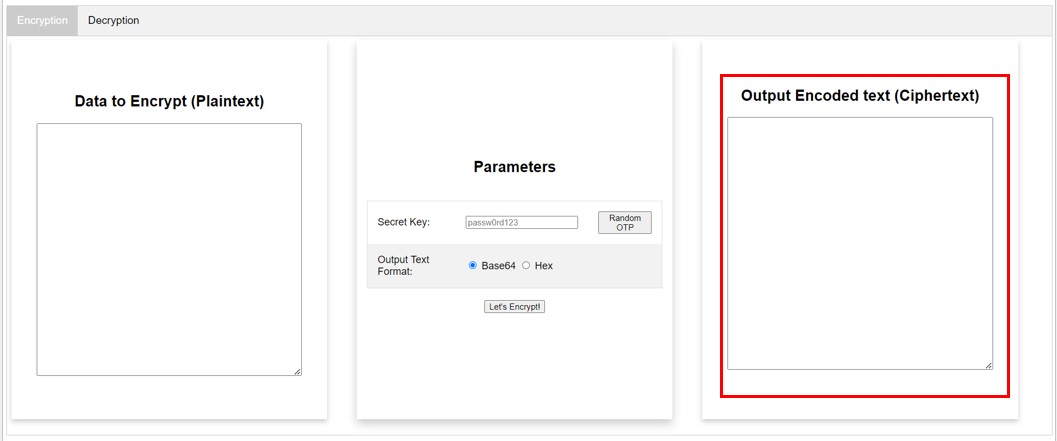 Encryption Decryption
Data to Encrypt (Plaintext)
Parameters
Secret Key: passw0rd123 Random
OTP
Output Text
Format: Base64 Hex
Let's Encrypt!
Output Encoded text (Ciphertext)